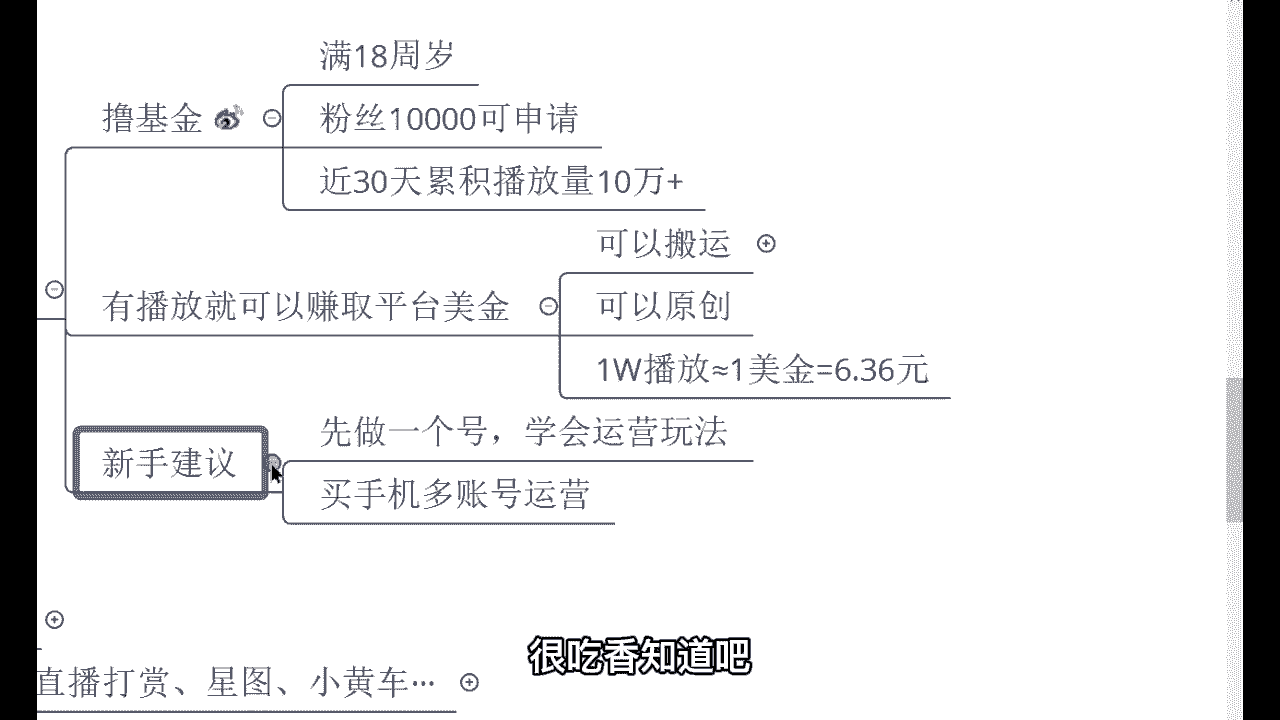 满18周岁
撸基金
粉丝10000可申请
近30天累积播放量10万+
可以搬运
有播放就可以赚取平台美金
可以原创
1W播放≈1美金=6.36元
先做一个号，学会运营玩法
新手建议
买手机多账号运营
很吃香知道吧
直播打赏、星图、小黄车…